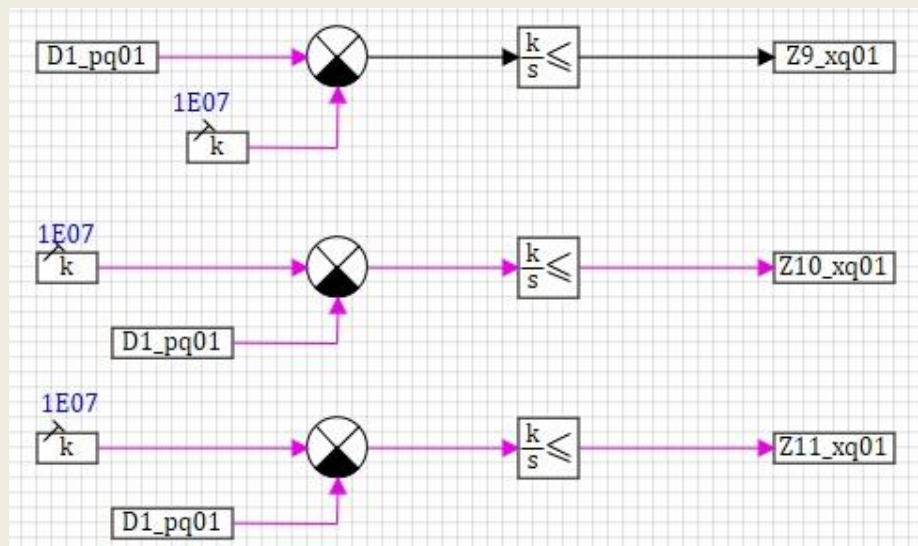 D1_pq01
k
s
≤
Z9_xq01
1E07
k
1E07
k
k
s
≤
Z10_xq01
D1_pq01
1E07
k
k
s
≤
Z11_xq01
D1_pq01